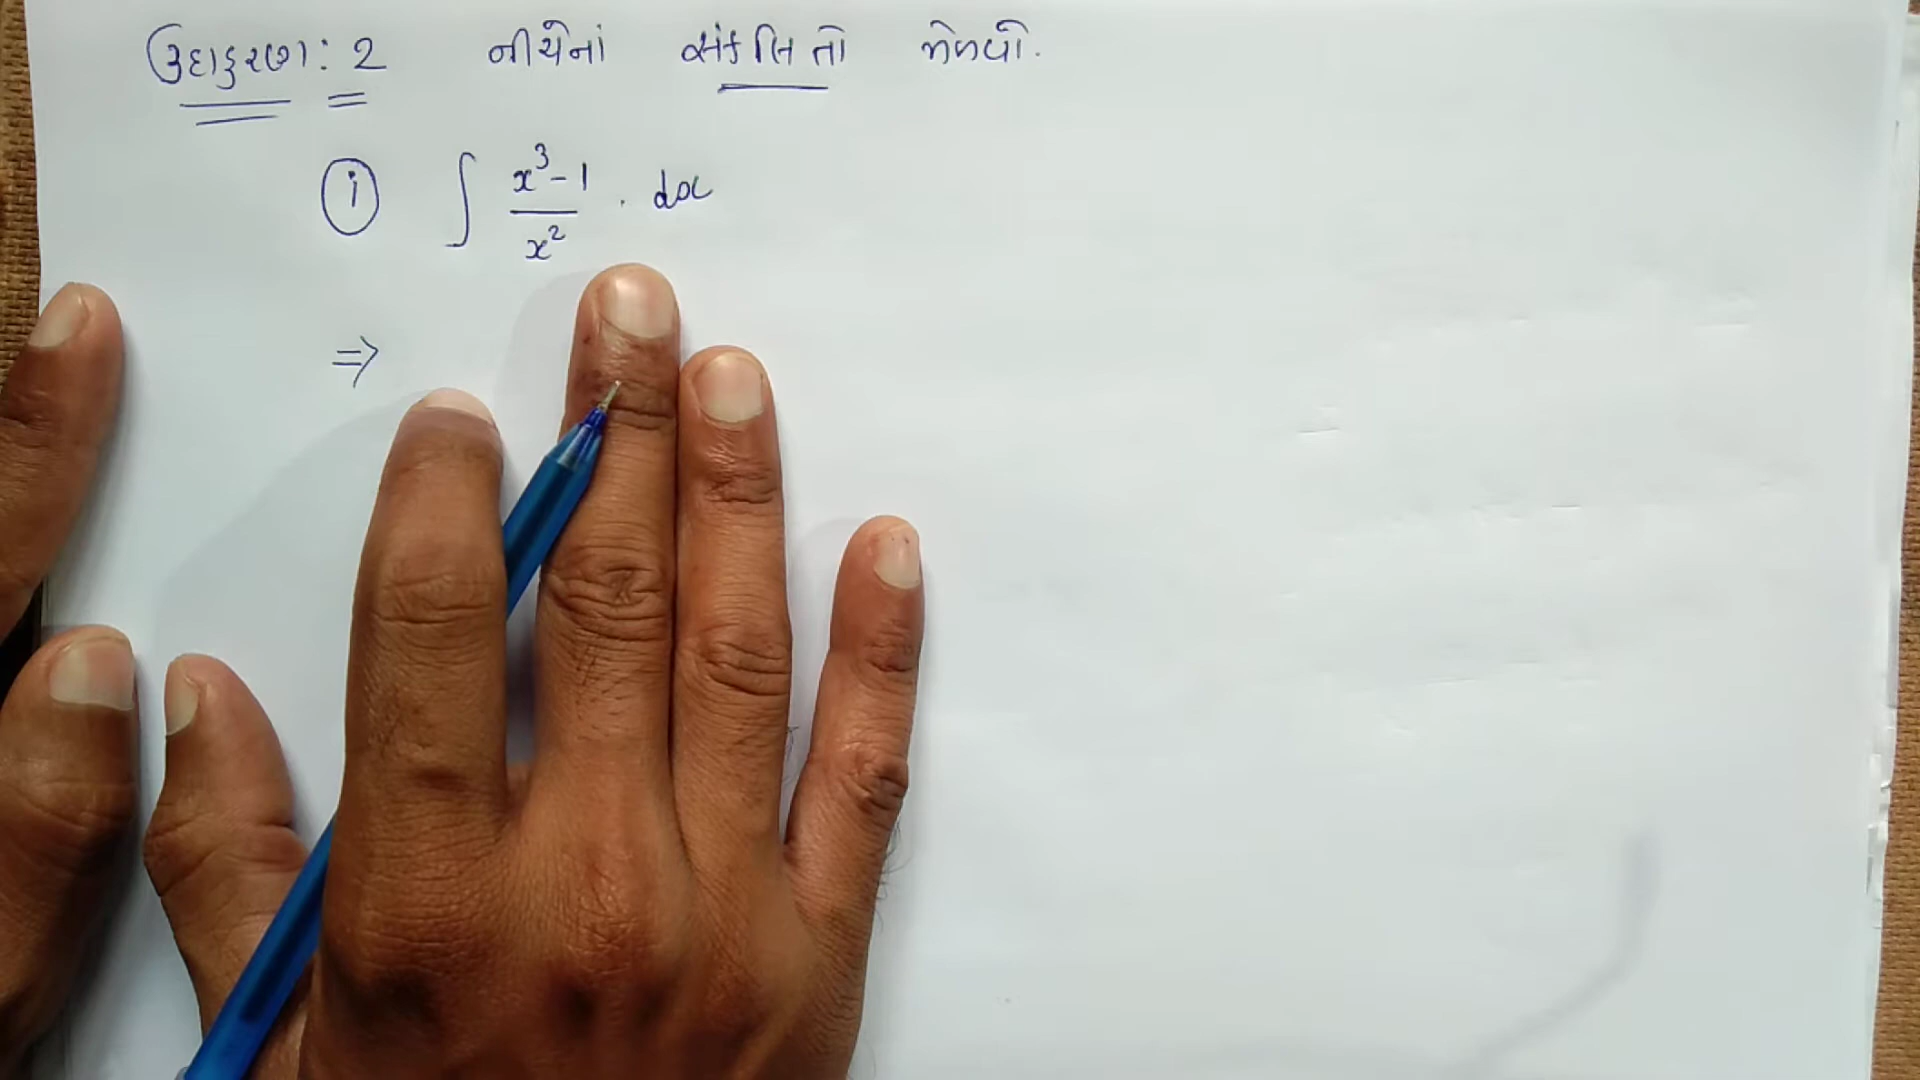 ઉદાહરણ: 2 નીચેનાં સંકલિતો મેળવો.
(i) ∫ x³-1 / x² . dx
⇒